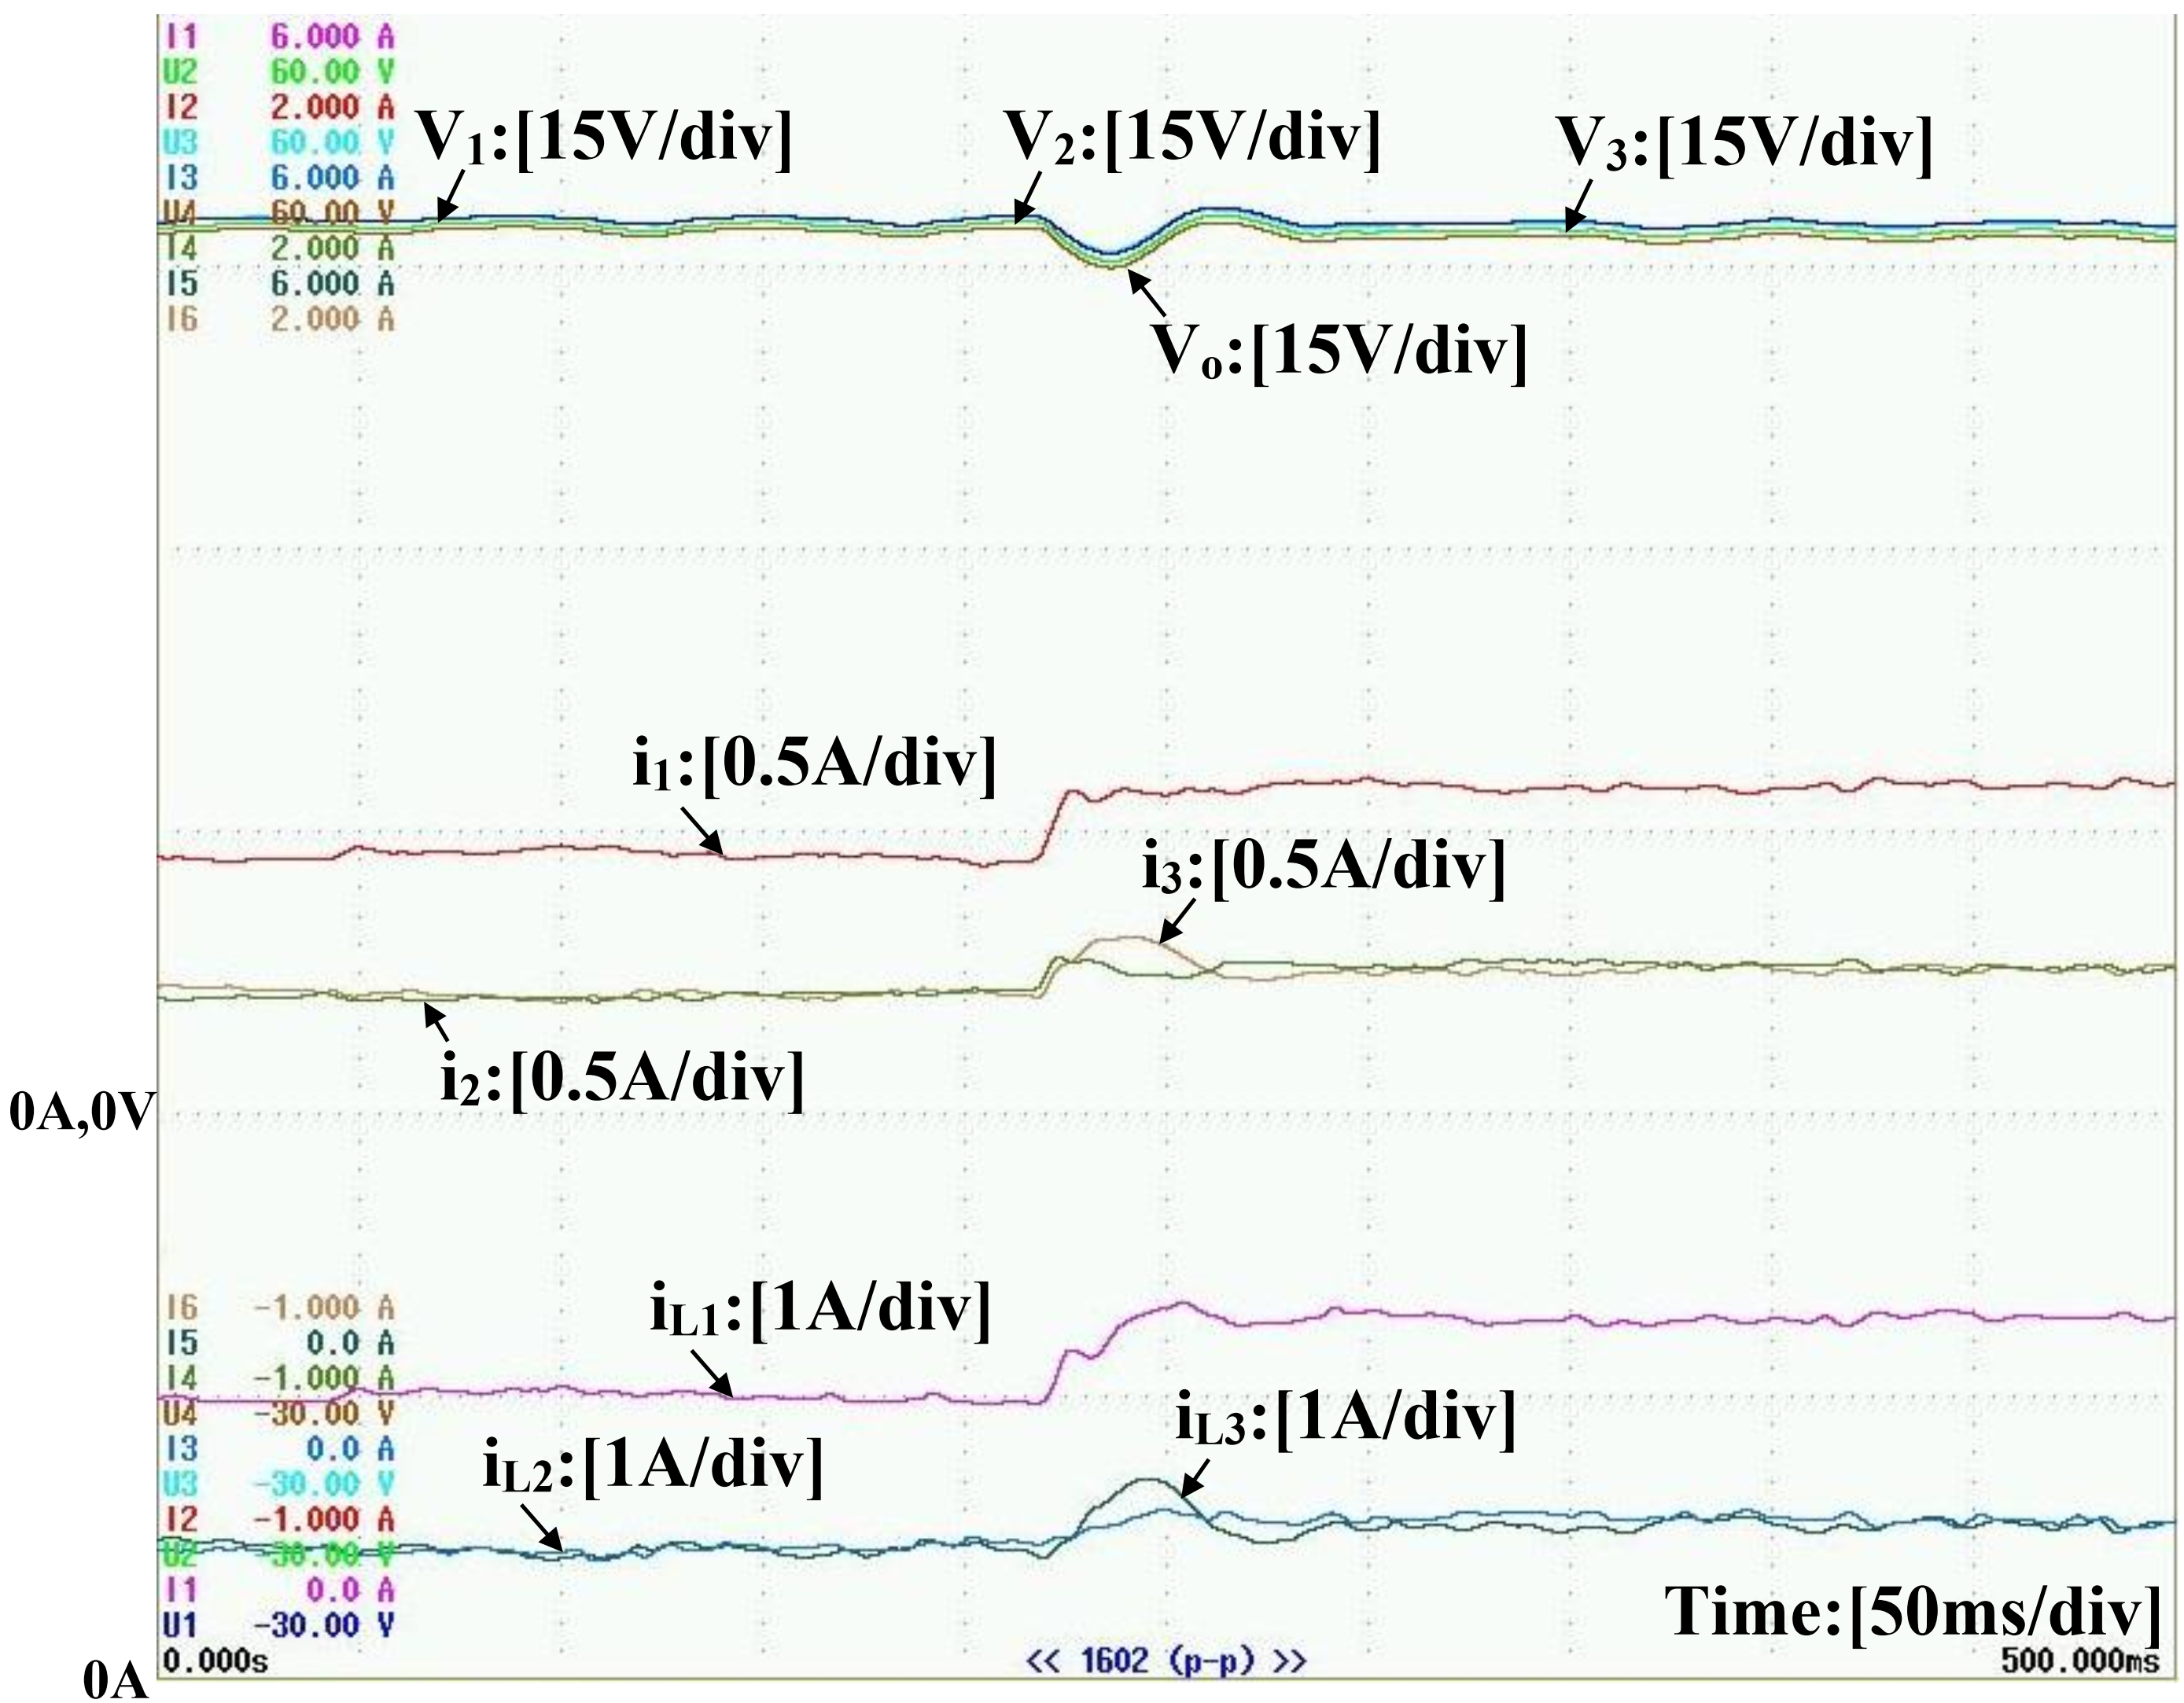 I1 6.000 A
U2 60.00 V
I2 2.000 A
U3 60.00 V
I3 6.000 A
U4 60.00 V
I4 2.000 A
I5 6.000 A
I6 2.000 A
V₁:[15V/div]
V₂:[15V/div]
V₃:[15V/div]
Vₒ:[15V/div]
i₁:[0.5A/div]
i₃:[0.5A/div]
i₂:[0.5A/div]
0A,0V
iL1:[1A/div]
iL3:[1A/div]
iL2:[1A/div]
I6 -1.000 A
I5 0.0 A
I4 -1.000 A
U4 -30.00 V
I3 0.0 A
U3 -30.00 V
I2 -1.000 A
U2 -30.00 V
I1 0.0 A
U1 -30.00 V
Time:[50ms/div]
0.000s
<< 1602 (p-p) >>
500.000ms
0A